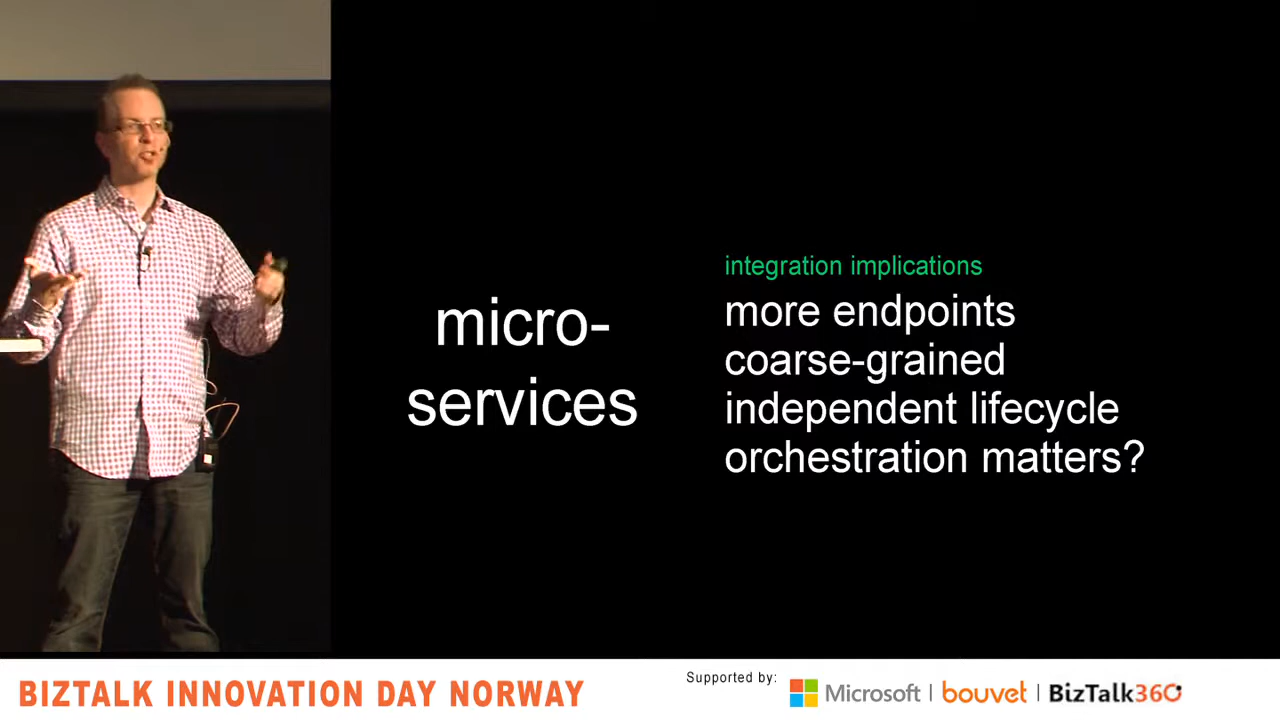 integration implications
micro-
services
more endpoints
coarse-grained
independent lifecycle
orchestration matters?
BIZTALK INNOVATION DAY NORWAY
Supported by:
Microsoft | bouvet | BizTalk360